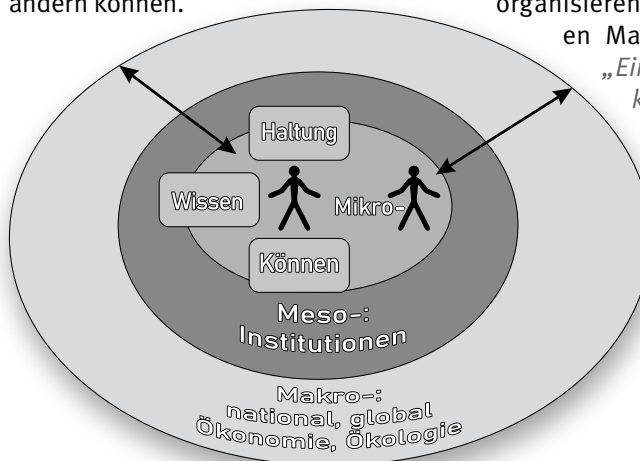 ändern können.
organisieren
en Ma
„Ei
k
Haltung
Wissen
Mikro-
Können
Meso-:
Institutionen
Makro-:
national, global
Ökonomie, Ökologie